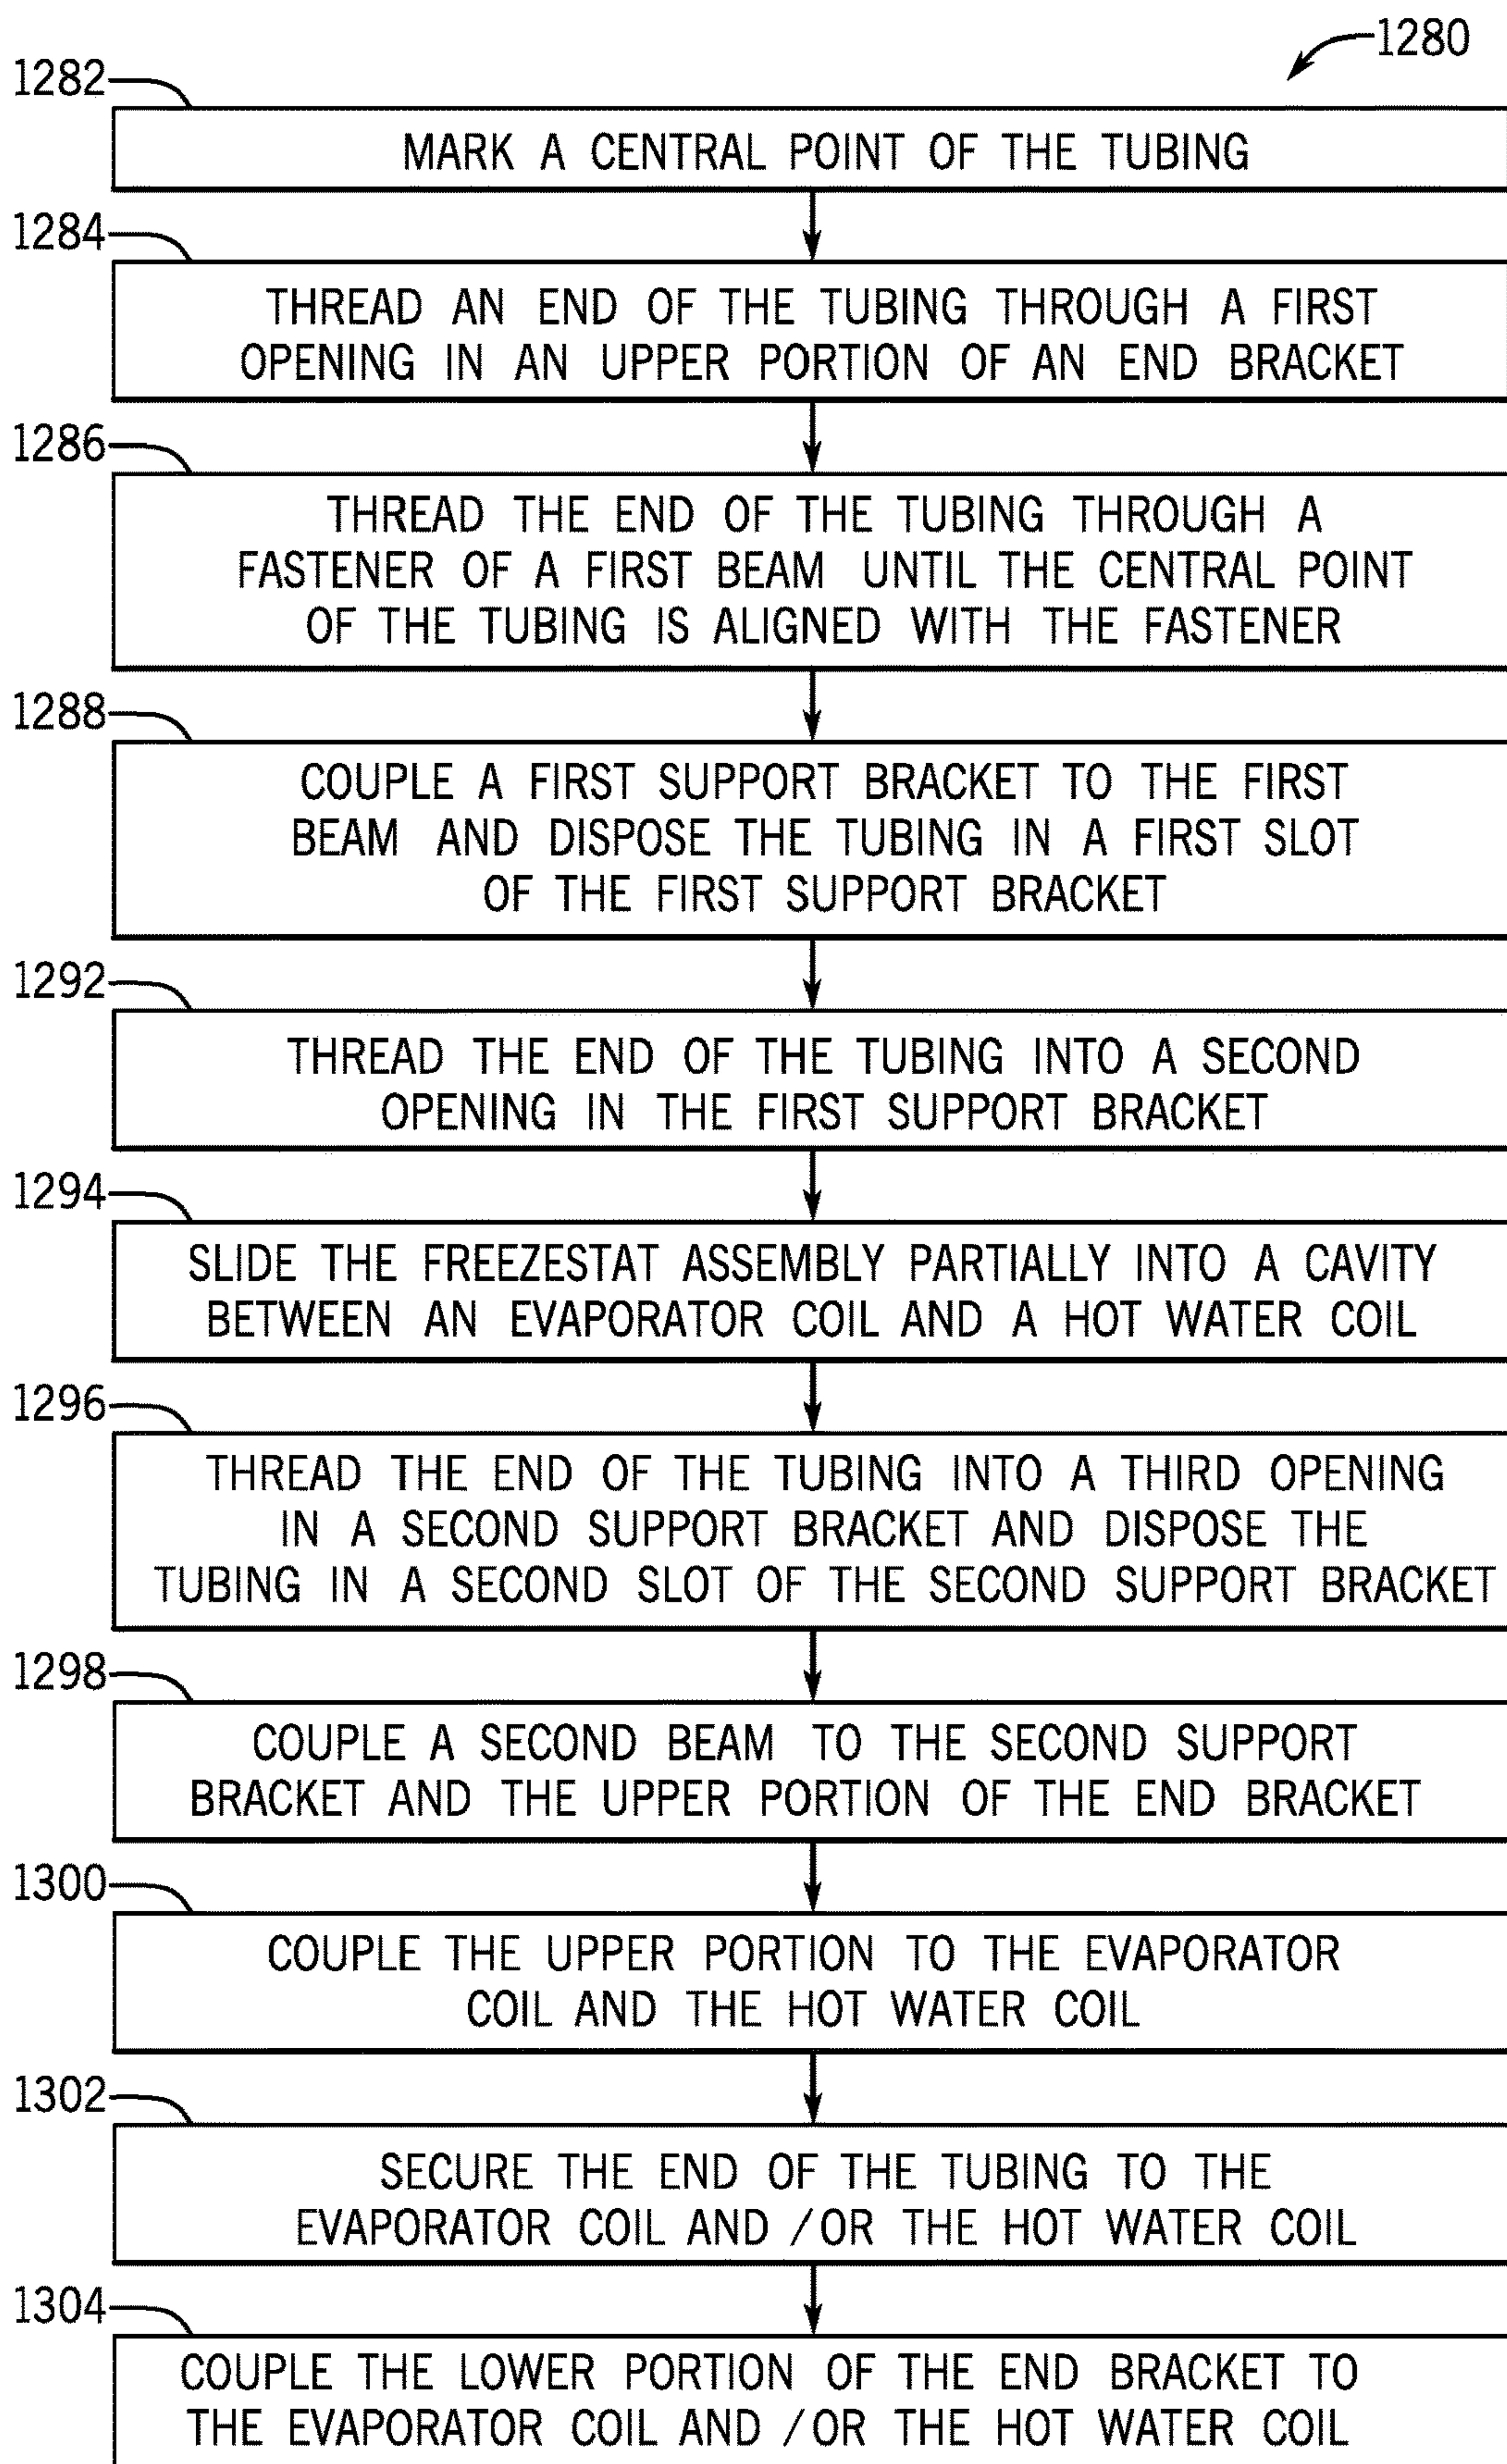 1280
1282
MARK A CENTRAL POINT OF THE TUBING
1284
THREAD AN END OF THE TUBING THROUGH A FIRST
OPENING IN AN UPPER PORTION OF AN END BRACKET
1286
THREAD THE END OF THE TUBING THROUGH A
FASTENER OF A FIRST BEAM UNTIL THE CENTRAL POINT
OF THE TUBING IS ALIGNED WITH THE FASTENER
1288
COUPLE A FIRST SUPPORT BRACKET TO THE FIRST
BEAM AND DISPOSE THE TUBING IN A FIRST SLOT
OF THE FIRST SUPPORT BRACKET
1292
THREAD THE END OF THE TUBING INTO A SECOND
OPENING IN THE FIRST SUPPORT BRACKET
1294
SLIDE THE FREEZESTAT ASSEMBLY PARTIALLY INTO A CAVITY
BETWEEN AN EVAPORATOR COIL AND A HOT WATER COIL
1296
THREAD THE END OF THE TUBING INTO A THIRD OPENING
IN A SECOND SUPPORT BRACKET AND DISPOSE THE
TUBING IN A SECOND SLOT OF THE SECOND SUPPORT BRACKET
1298
COUPLE A SECOND BEAM TO THE SECOND SUPPORT
BRACKET AND THE UPPER PORTION OF THE END BRACKET
1300
COUPLE THE UPPER PORTION TO THE EVAPORATOR
COIL AND THE HOT WATER COIL
1302
SECURE THE END OF THE TUBING TO THE
EVAPORATOR COIL AND /OR THE HOT WATER COIL
1304
COUPLE THE LOWER PORTION OF THE END BRACKET TO
THE EVAPORATOR COIL AND /OR THE HOT WATER COIL